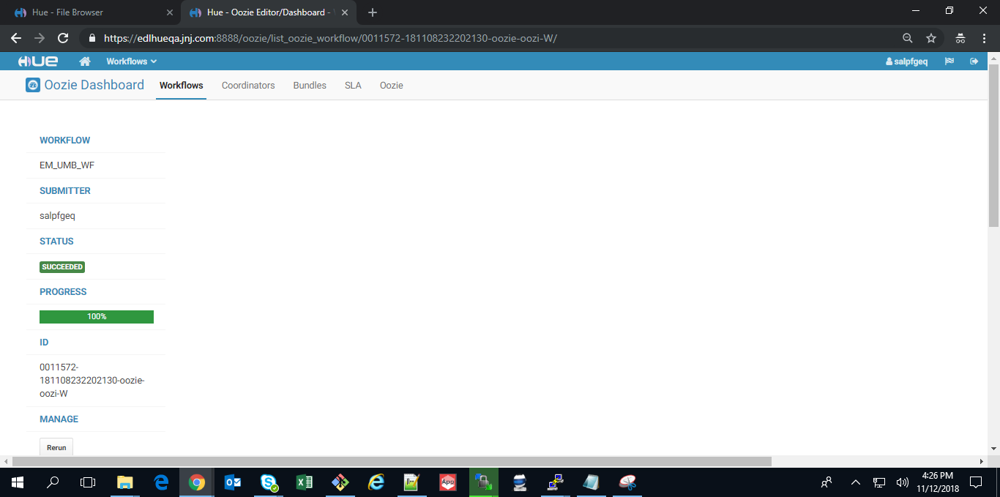 Hue - File Browser
Hue - Oozie Editor/Dashboard -
https://edlhueqa.jnj.com:8888/oozie/list_oozie_workflow/0011572-181108232202130-oozie-oozi-W/
HUE
Workflows
salpfgeq
Oozie Dashboard
Workflows
Coordinators
Bundles
SLA
Oozie
WORKFLOW
EM_UMB_WF
SUBMITTER
salpfgeq
STATUS
SUCCEEDED
PROGRESS
100%
ID
0011572-
181108232202130-oozie-
oozi-W
MANAGE
Rerun
4:26 PM
11/12/2018